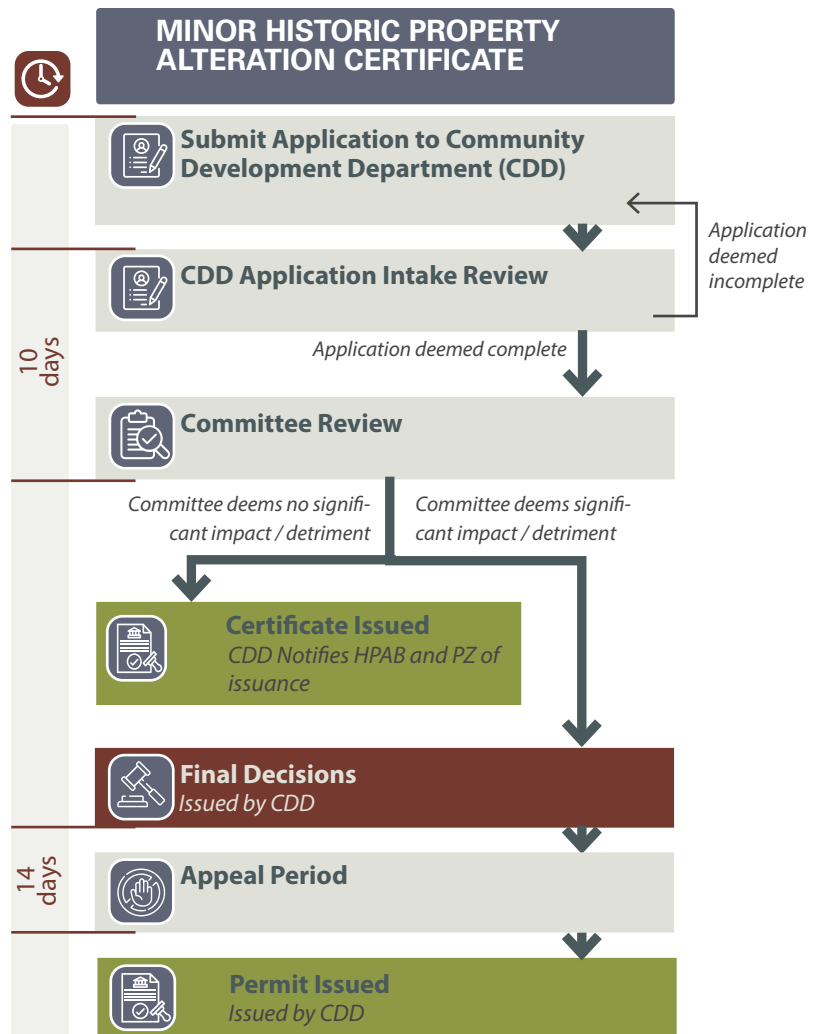 MINOR HISTORIC PROPERTY
ALTERATION CERTIFICATE
Submit Application to Community
Development Department (CDD)
Application
deemed
incomplete
CDD Application Intake Review
10
days
Application deemed complete
Committee Review
Committee deems no signifi-
cant impact / detriment
Committee deems signifi-
cant impact / detriment
Certificate Issued
CDD Notifies HPAB and PZ of
issuance
Final Decisions
Issued by CDD
14
days
Appeal Period
Permit Issued
Issued by CDD